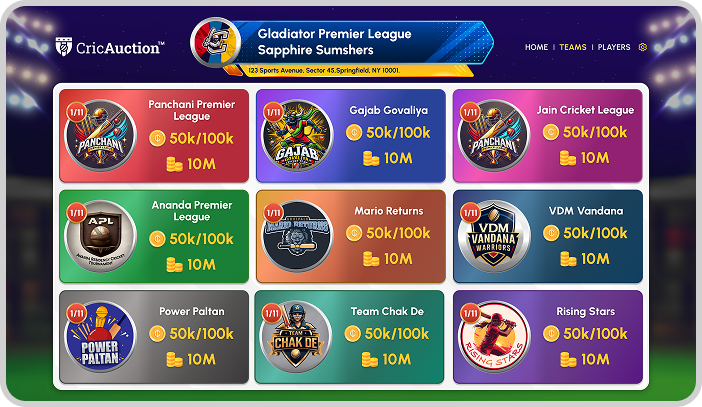 CricAuction™
Gladiator Premier League
Sapphire Sumshers
123 Sports Avenue, Sector 45,Springfield, NY 10001.
HOME | TEAMS | PLAYERS
1/11
PANCHANI
Panchani Premier
League
50k/100k
10M
1/11
GAJAB
GOVALIYA
Gajab Govaliya
50k/100k
10M
1/11
PANCHANI
Jain Cricket League
50k/100k
10M
1/11
APL
ANANDA RESIDENCY CRICKET
TOURNAMENT
Ananda Premier
League
50k/100k
10M
1/11
MARIO RETURNS
Mario Returns
50k/100k
10M
1/11
VDM
VANDANA
WARRIORS
VDM Vandana
50k/100k
10M
1/11
POWER
PALTAN
Power Paltan
50k/100k
10M
1/11
TEAM
CHAK DE
Team Chak De
50k/100k
10M
1/11
RISING STARS
Rising Stars
50k/100k
10M